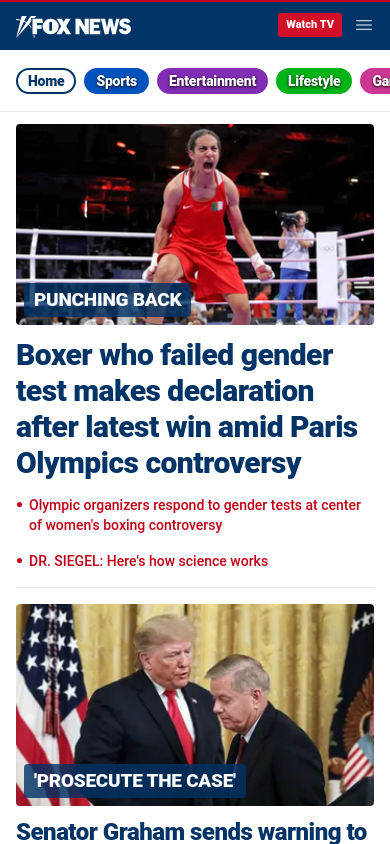 FOX NEWS
Watch TV
Home
Sports
Entertainment
Lifestyle
PUNCHING BACK
Boxer who failed gender
test makes declaration
after latest win amid Paris
Olympics controversy
• Olympic organizers respond to gender tests at center
of women's boxing controversy
• DR. SIEGEL: Here's how science works
'PROSECUTE THE CASE'
Senator Graham sends warning to